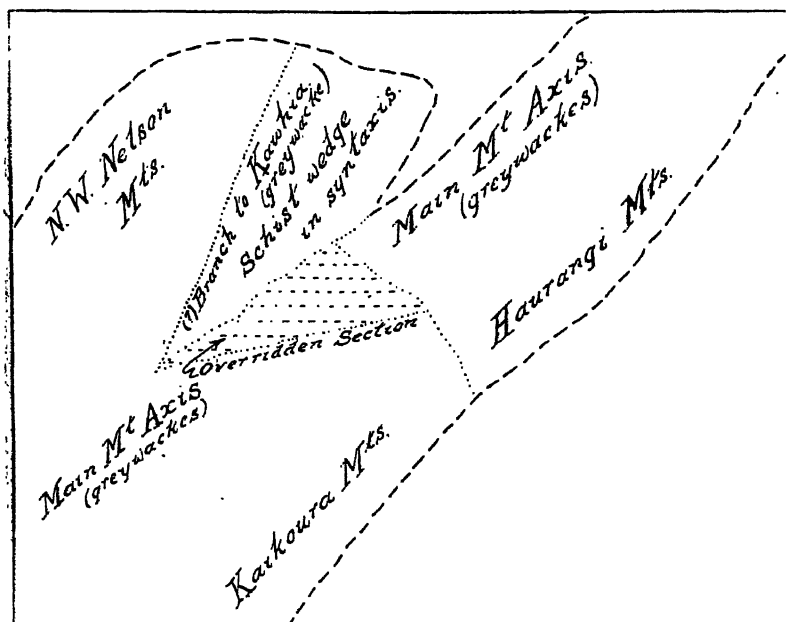 N.W. Nelson
Mts.
(?) Branch to Kawhia
(greywacke)
Schist wedge
in syntaxis.
Main Mt Axis.
(greywackes)
Haurangi Mts.
Overridden Section
Main Mt Axis
(greywackes)
Kaikoura Mts.